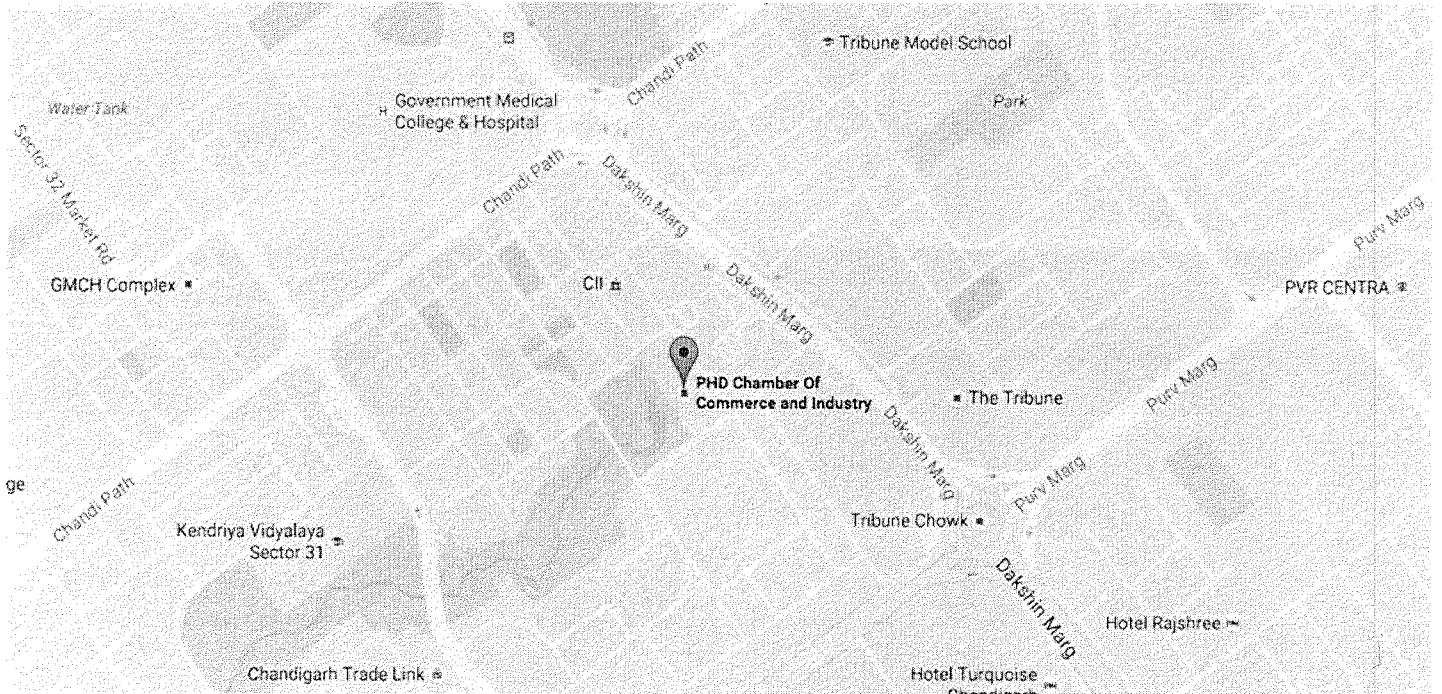 Tribune Model School
Chandi Path
Water Tank
Government Medical
College & Hospital
Park
Sector 32 Market Rd
Chandi Path
Dakshin Marg
Purv Marg
GMCH Complex
CII
Dakshin Marg
PVR CENTRA
PHD Chamber Of
Commerce and Industry
The Tribune
Purv Marg
Dakshin Marg
ge
Chandi Path
Purv Marg
Kendriya Vidyalaya
Sector 31
Tribune Chowk
Dakshin Marg
Hotel Rajshree
Chandigarh Trade Link
Hotel Turquoise
Chandigarh